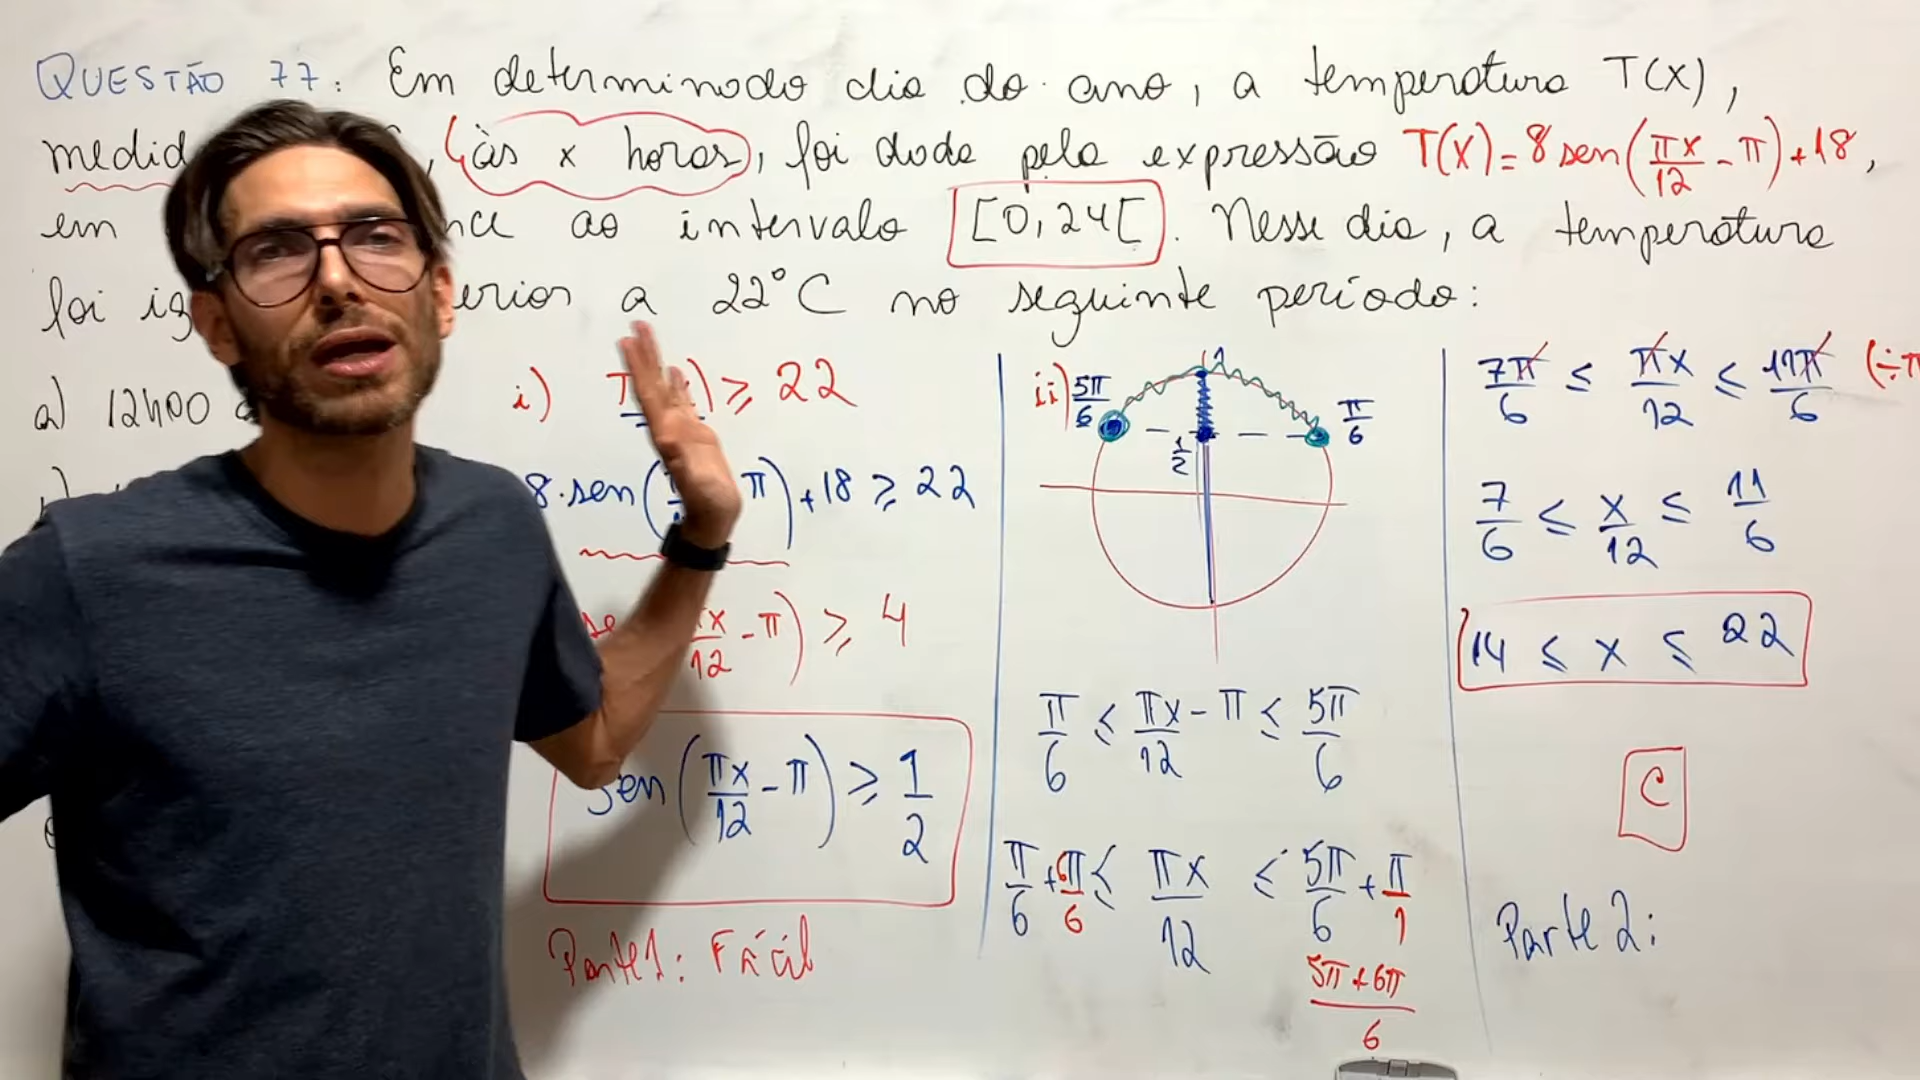 QUESTÃO 77: Em determinado dia do ano, a temperatura T(x),
às x horas, foi dada pela expressão T(x) = 8 sen(πx/12 - π) + 18,
em ao intervalo [0, 24[. Nesse dia, a temperatura
foi a 22°C no seguinte período:
a) 12h00
i) ≥ 22
8·sen( π) + 18 ≥ 22
πx/12 - π) ≥ 4
sen(πx/12 - π) ≥ 1/2
Parte 1: Fácil
ii) 5π/6
1
π/6
1/2
π/6 ≤ πx/12 - π ≤ 5π/6
π/6 + 6π/6 ≤ πx/12 ≤ 5π/6 + π/1
5π + 6π/6
7π/6 ≤ πx/12 ≤ 11π/6 (÷π
7/6 ≤ x/12 ≤ 11/6
14 ≤ x ≤ 22
C
Parte 2: